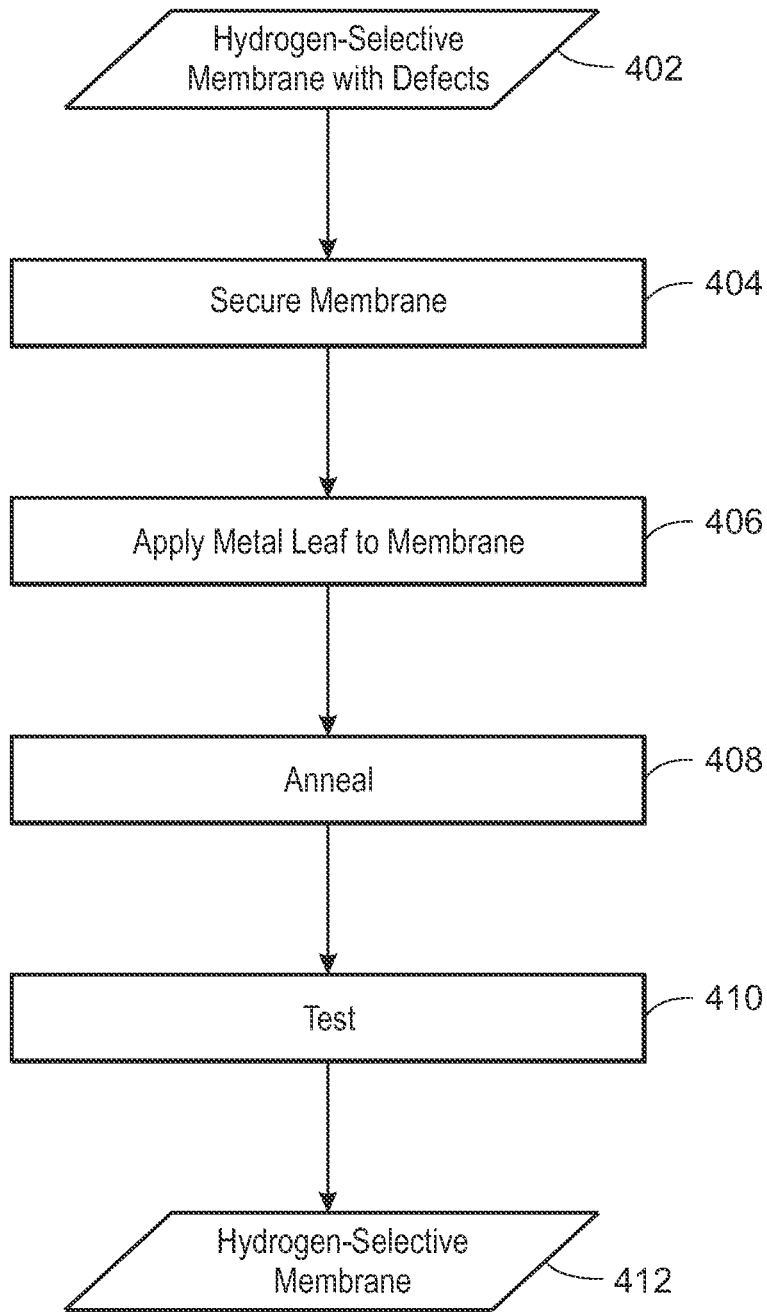 Hydrogen-Selective
Membrane with Defects
402
Secure Membrane
404
Apply Metal Leaf to Membrane
406
Anneal
408
Test
410
Hydrogen-Selective
Membrane
412